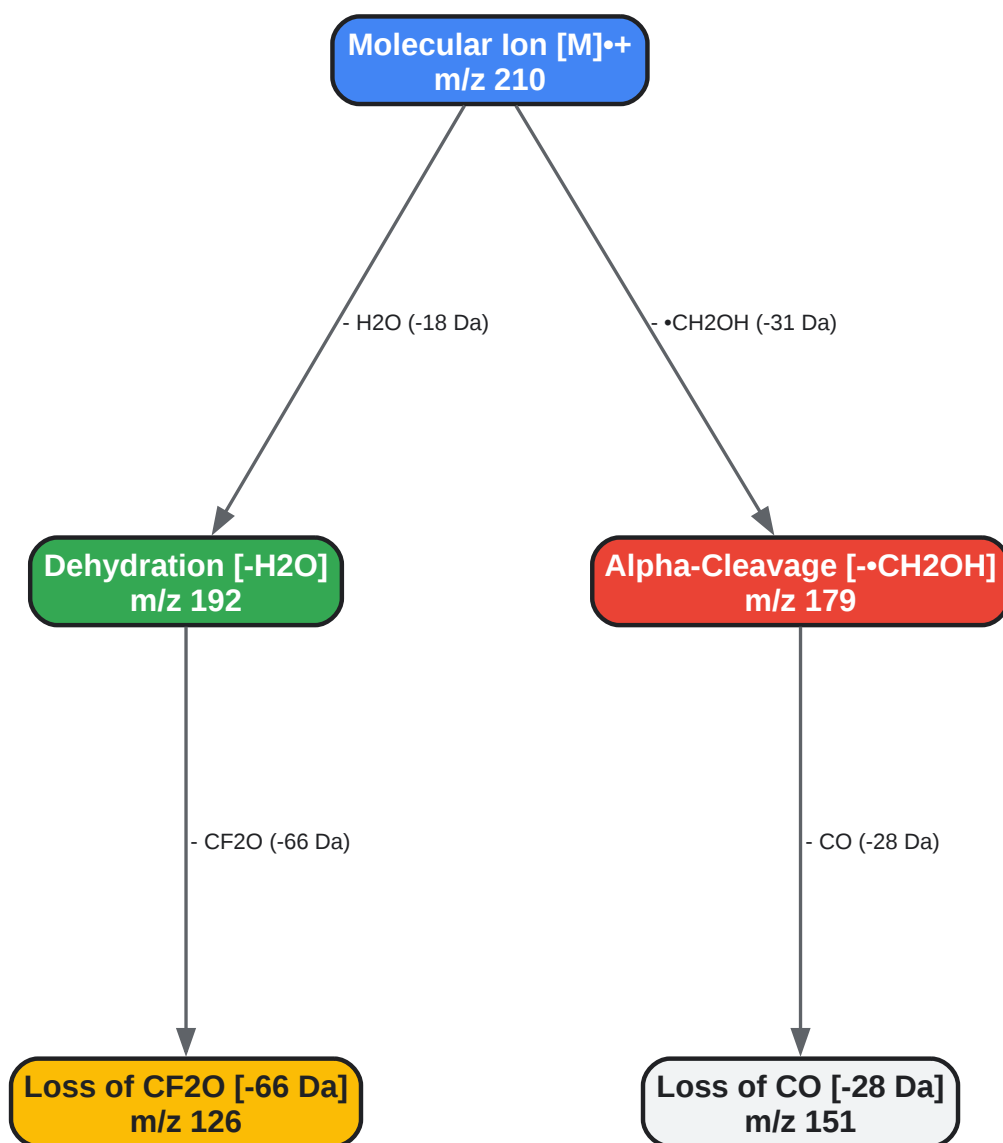 Molecular Ion [M]•+
m/z 210
- H2O (-18 Da)
- •CH2OH (-31 Da)
Dehydration [-H2O]
m/z 192
Alpha-Cleavage [-•CH2OH]
m/z 179
- CF2O (-66 Da)
- CO (-28 Da)
Loss of CF2O [-66 Da]
m/z 126
Loss of CO [-28 Da]
m/z 151